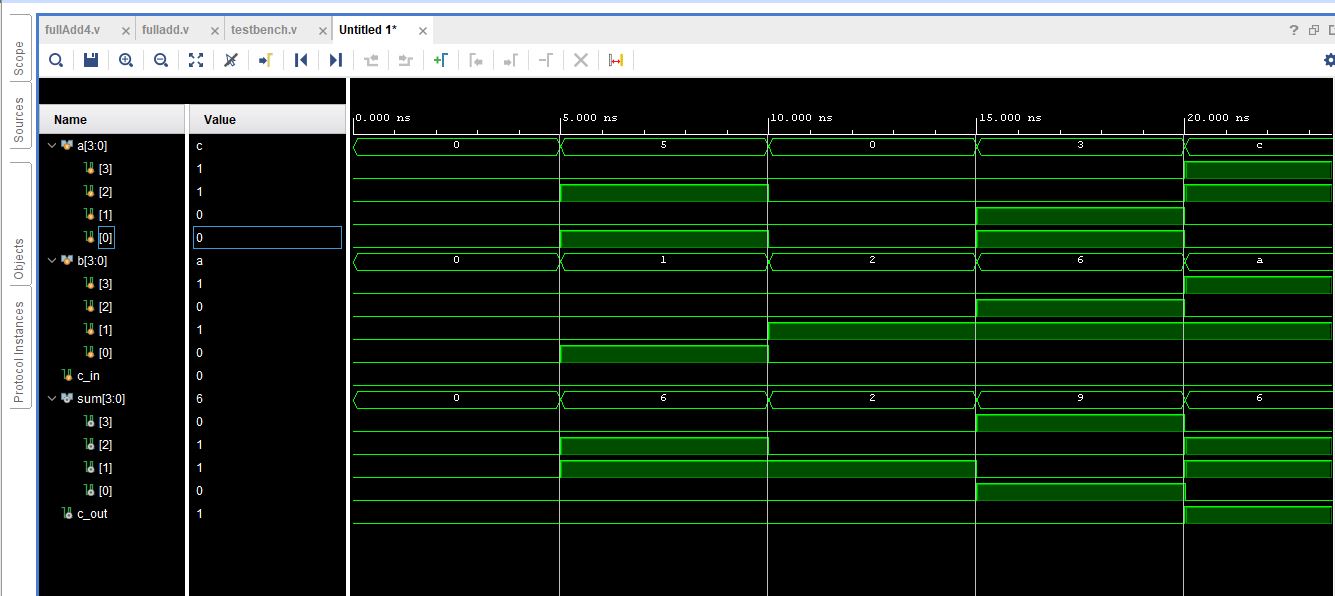 fullAdd4.v fulladd.v testbench.v Untitled 1*
Scope
Sources
Objects
Protocol Instances
Name Value
0.000 ns 5.000 ns 10.000 ns 15.000 ns 20.000 ns
a[3:0] c 0 5 0 3 c
[3] 1
[2] 1
[1] 0
[0] 0
b[3:0] a 0 1 2 6 a
[3] 1
[2] 0
[1] 1
[0] 0
c_in 0
sum[3:0] 6 0 6 2 9 6
[3] 0
[2] 1
[1] 1
[0] 0
c_out 1